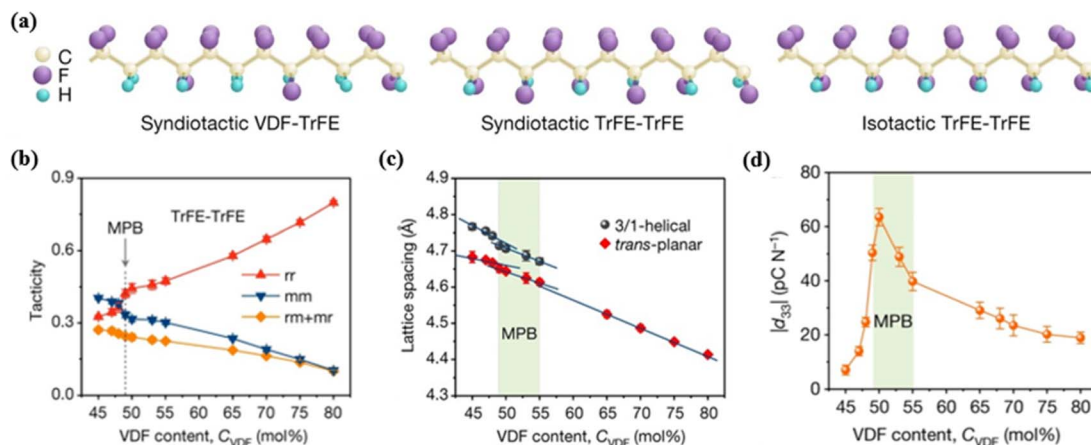 (a)
C
F
H
Syndiotactic VDF-TrFE
Syndiotactic TrFE-TrFE
Isotactic TrFE-TrFE
(b)
Tacticity
0.9
0.6
0.3
0.0
MPB
TrFE-TrFE
rr
mm
rm+mr
45 50 55 60 65 70 75 80
VDF content, C_VDF (mol%)
(c)
Lattice spacing (Å)
4.9
4.8
4.7
4.6
4.5
4.4
4.3
3/1-helical
trans-planar
MPB
45 50 55 60 65 70 75 80
VDF content, C_VDF (mol%)
(d)
|d33| (pC N⁻¹)
80
60
40
20
0
MPB
45 50 55 60 65 70 75 80
VDF content, C_VDF (mol%)